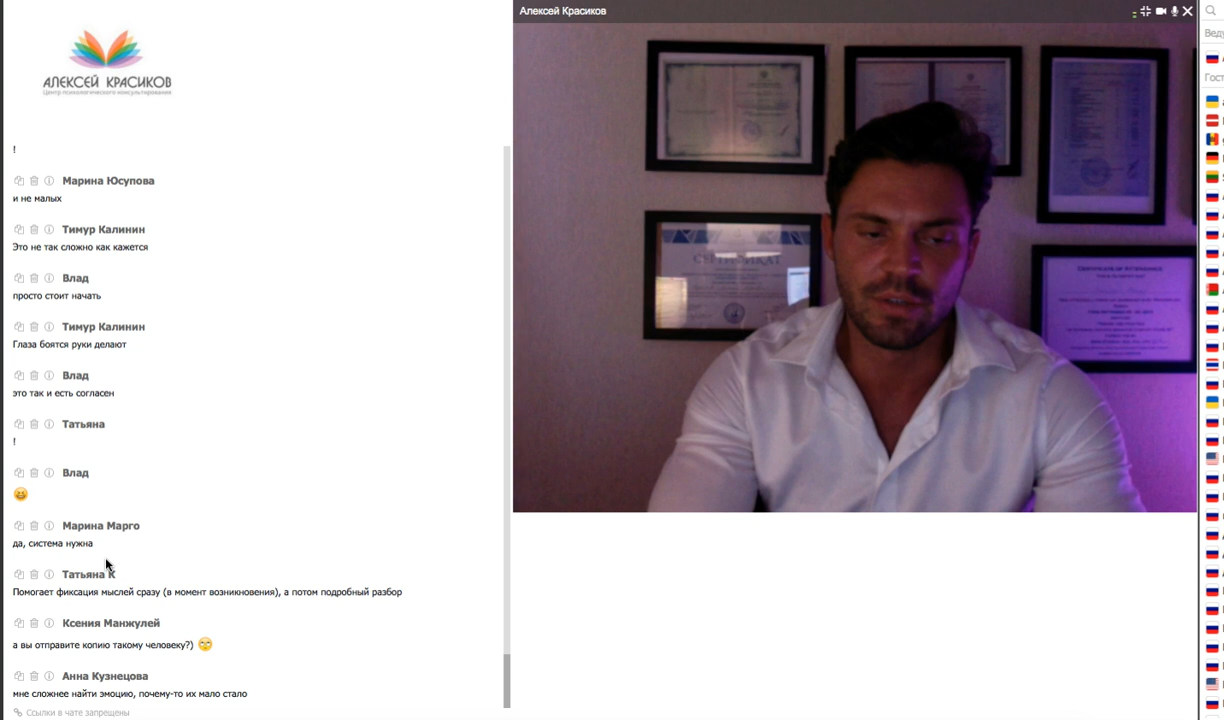 АЛЕКСЕЙ КРАСИКОВ
Центр психологического консультирования
!
Марина Юсупова
и не малых
Тимур Калинин
Это не так сложно как кажется
Влад
просто стоит начать
Тимур Калинин
Глаза боятся руки делают
Влад
это так и есть согласен
Татьяна
!
Влад
Марина Марго
да, система нужна
Татьяна К
Помогает фиксация мыслей сразу (в момент возникновения), а потом подробный разбор
Ксения Манжулей
а вы отправите копию такому человеку?)
Анна Кузнецова
мне сложнее найти эмоцию, почему-то их мало стало
Ссылки в чате запрещены
Алексей Красиков
СЕРТИФИКАТ